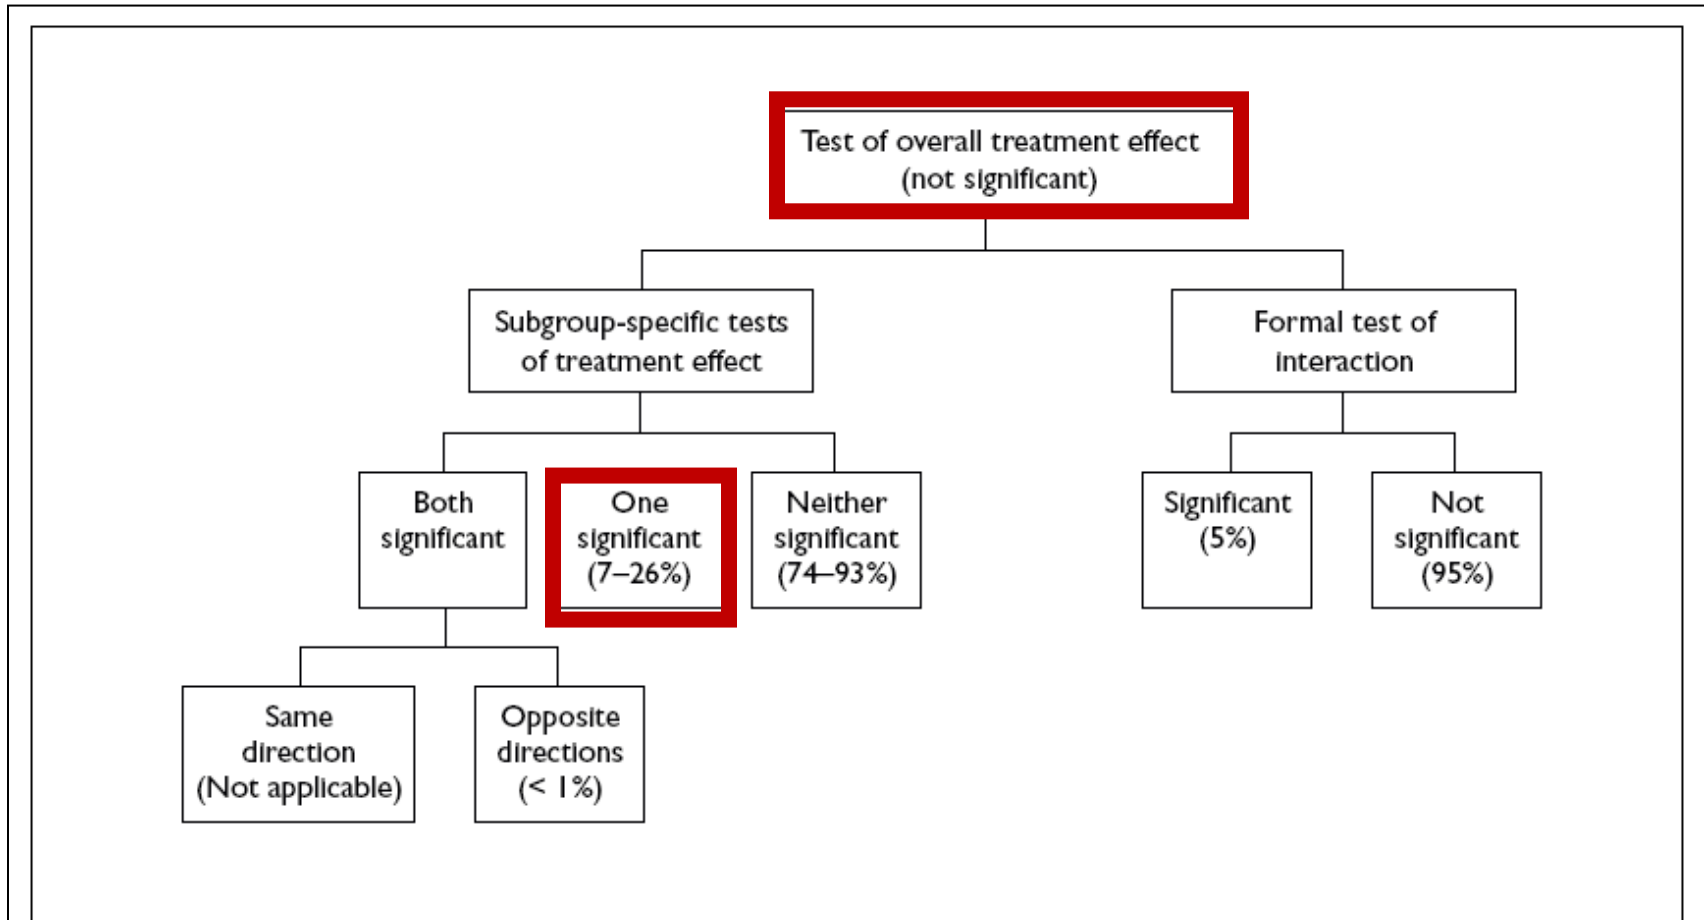 Test of overall treatment effect
(not significant)
Subgroup-specific tests
of treatment effect
Formal test of
interaction
Both
significant
One
significant
(7–26%)
Neither
significant
(74–93%)
Significant
(5%)
Not
significant
(95%)
Same
direction
(Not applicable)
Opposite
directions
(< 1%)